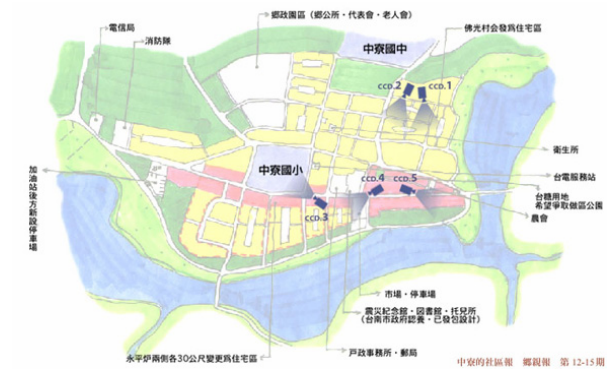 電信局
消防隊
鄉政園區（鄉公所・代表會・老人會）
中寮國中
佛光村会發爲住宅區
CCD.2
CCD.1
衛生所
中寮國小
CCD.4
CCD.5
台電服務站
台糖用地
希望爭取做區公園
農會
加油站後方新設停車場
CCD.3
市場・停車場
震災紀念館・図書館・托兒所
（台南市政府認養・已發包設計）
戶政事務所・郵局
永平炉兩側各30公尺變更爲住宅區
中寮的社區報　鄉親報　第12-15期